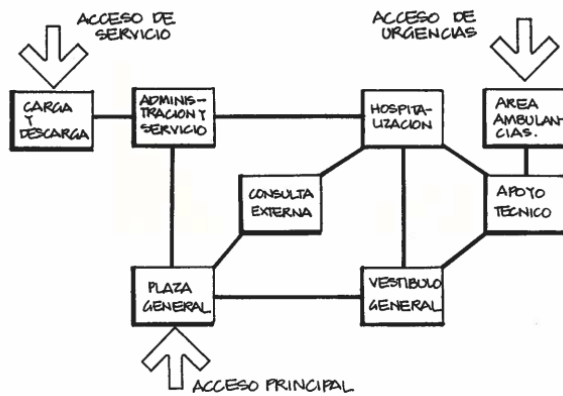 ACCESO DE
SERVICIO
ACCESO DE
URGENCIAS
CARGA
Y
DESCARGA
ADMINIS-
TRACION Y
SERVICIO
HOSPITA-
LIZACION
AREA
AMBULAN-
CIAS.
CONSULTA
EXTERNA
APOYO
TECNICO
PLAZA
GENERAL
VESTIBULO
GENERAL
ACCESO PRINCIPAL